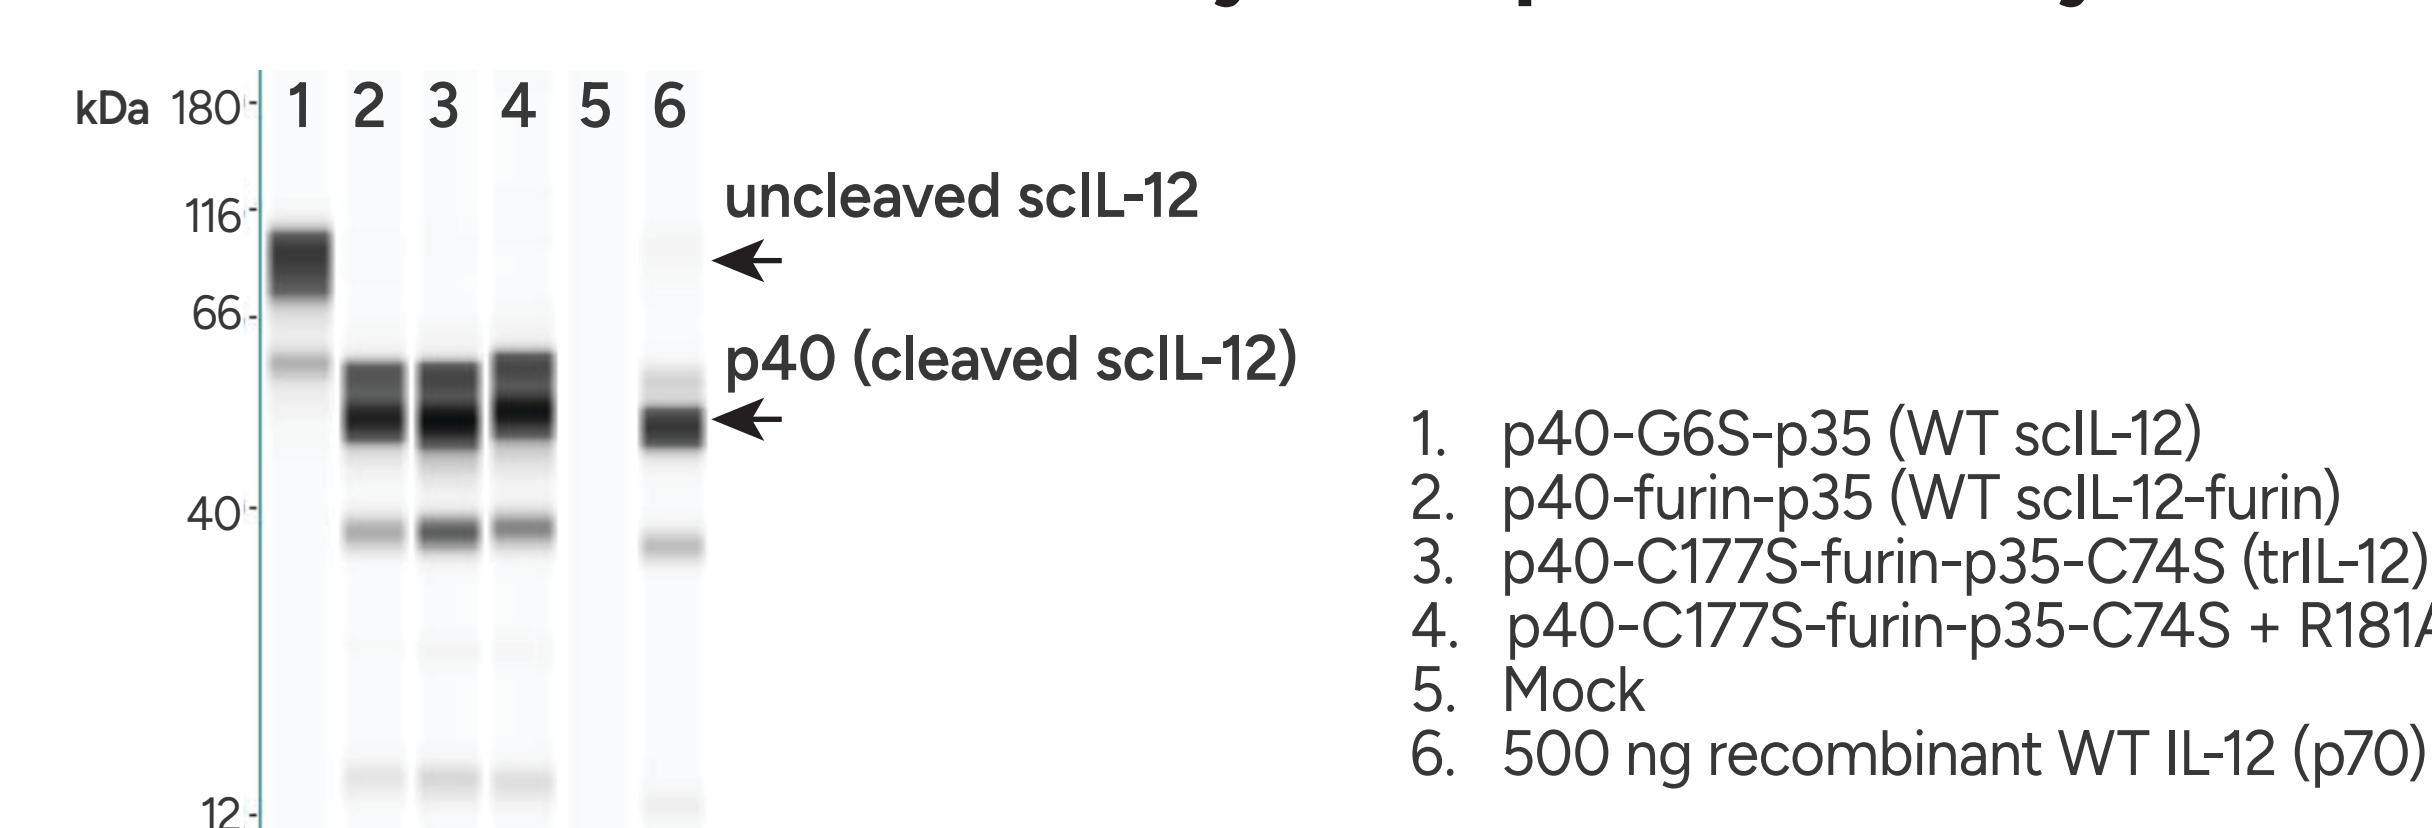 kDa 180 1 2 3 4 5 6
116
66
40
12
uncleaved scIL-12
p40 (cleaved scIL-12)
1. p40-G6S-p35 (WT scIL-12)
2. p40-furin-p35 (WT scIL-12-furin)
3. p40-C177S-furin-p35-C74S (trIL-12)
4. p40-C177S-furin-p35-C74S + R181A
5. Mock
6. 500 ng recombinant WT IL-12 (p70)